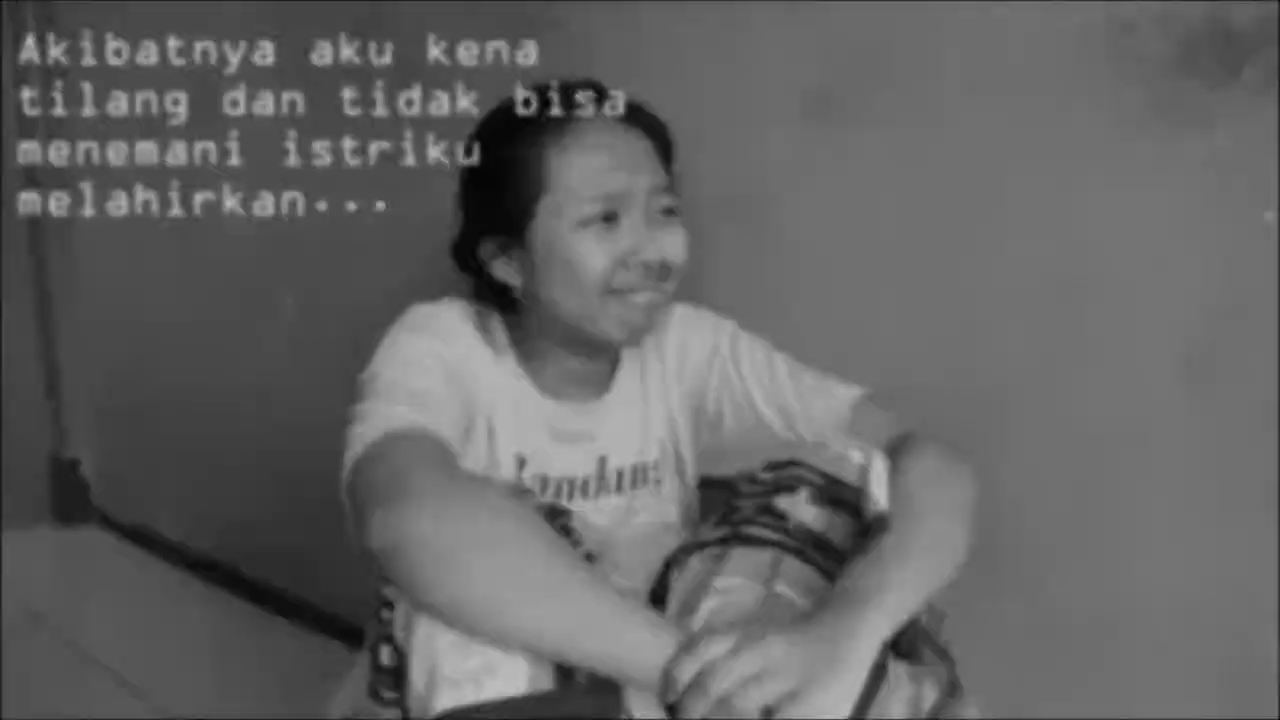 Akibatnya aku kena
tilang dan tidak bisa
menemani istriku
melahirkan...